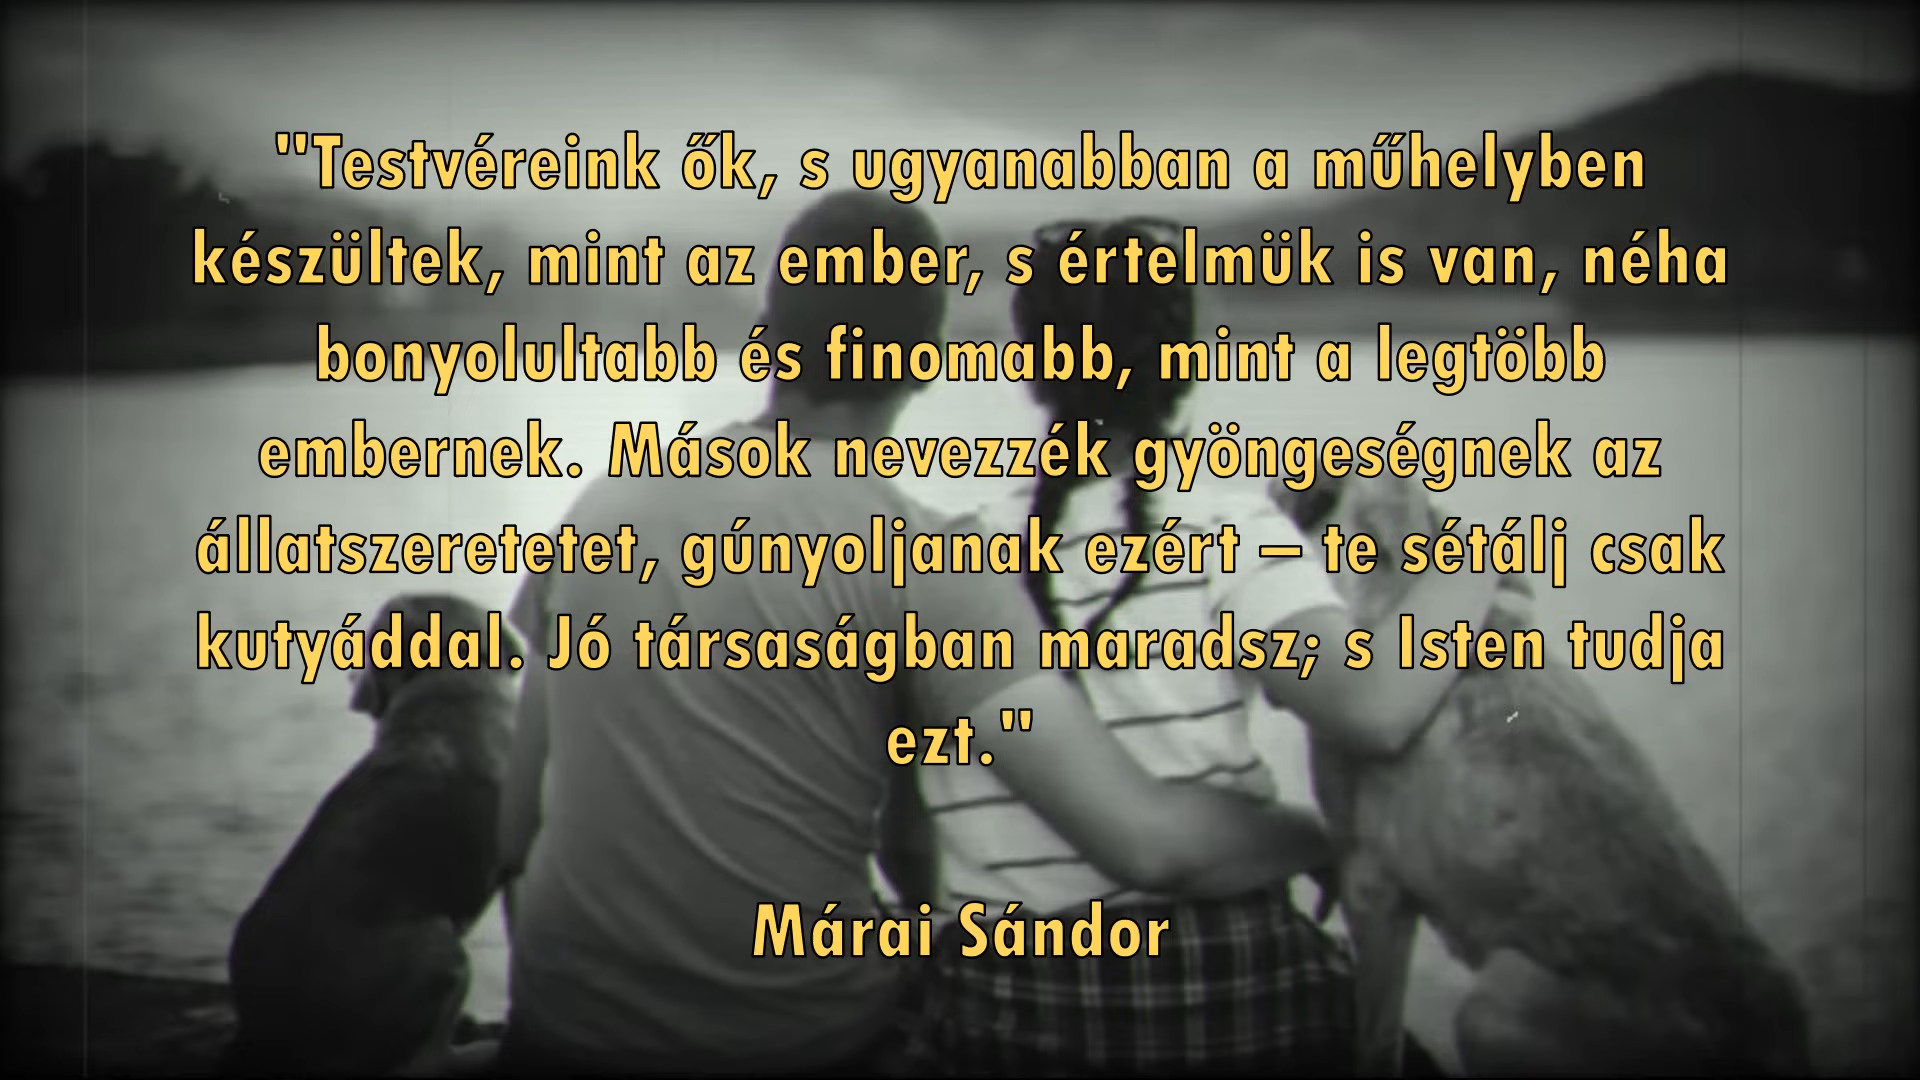 "Testvéreink ők, s ugyanabban a műhelyben
készültek, mint az ember, s értelmük is van, néha
bonyolultabb és finomabb, mint a legtöbb
embernek. Mások nevezzék gyöngeségnek az
állatszeretetet, gúnyoljanak ezért – te sétálj csak
kutyáddal. Jó társaságban maradsz; s Isten tudja
ezt."
Márai Sándor